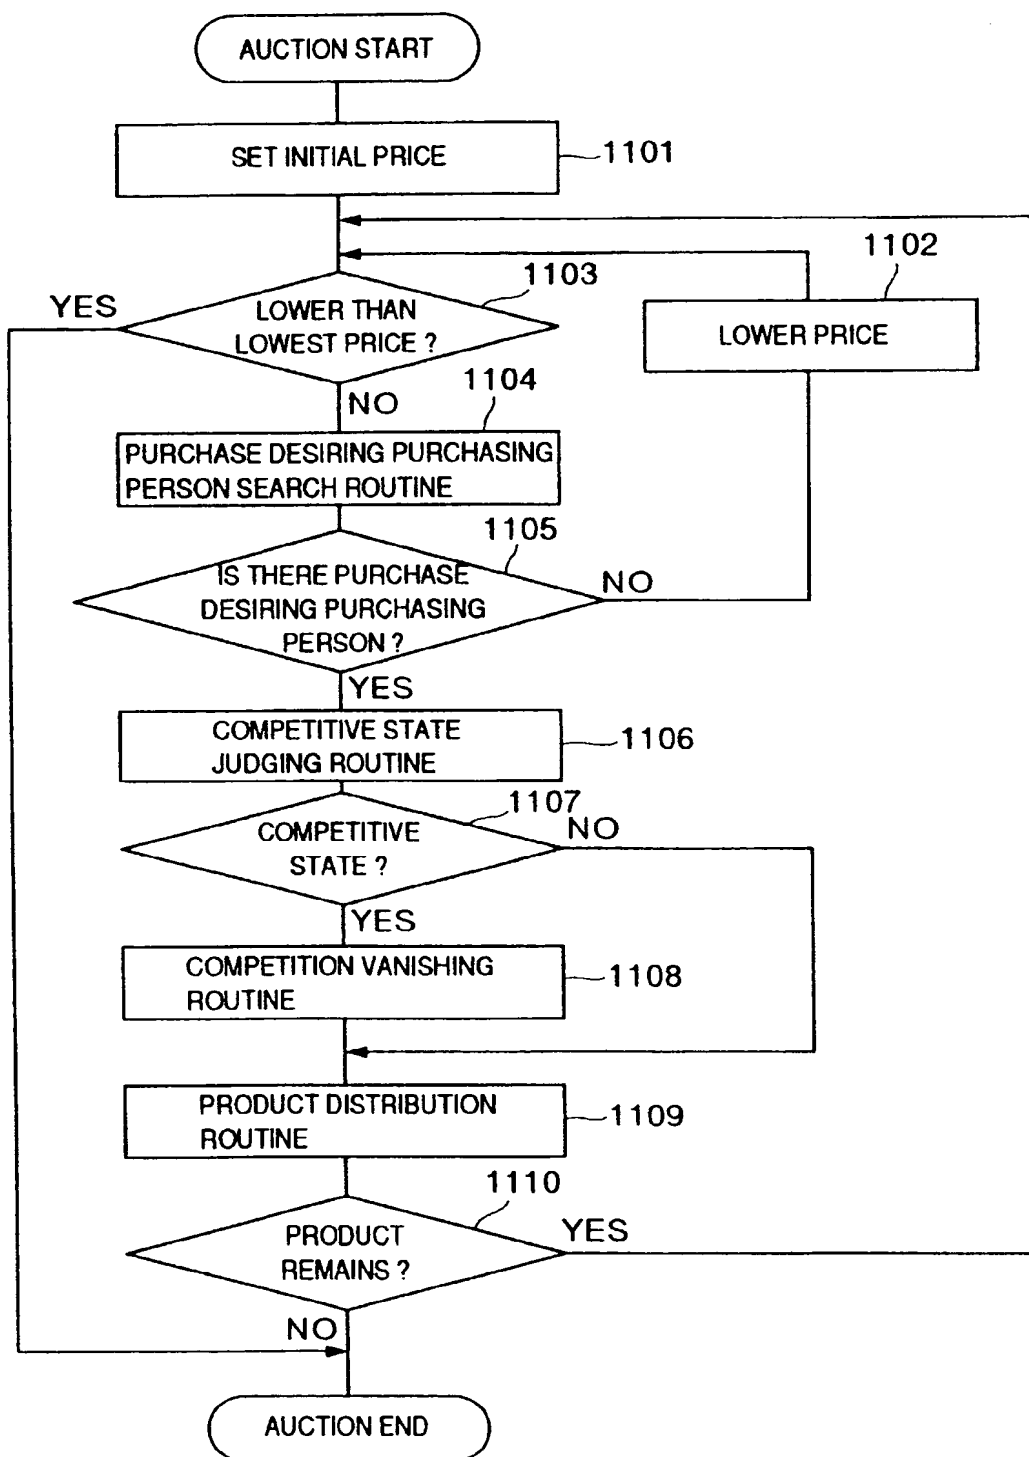 AUCTION START
SET INITIAL PRICE
1101
1102
LOWER PRICE
1103
YES
LOWER THAN
LOWEST PRICE ?
NO
1104
PURCHASE DESIRING PURCHASING
PERSON SEARCH ROUTINE
1105
IS THERE PURCHASE
DESIRING PURCHASING
PERSON ?
NO
YES
COMPETITIVE STATE
JUDGING ROUTINE
1106
1107
COMPETITIVE
STATE ?
NO
YES
COMPETITION VANISHING
ROUTINE
1108
PRODUCT DISTRIBUTION
ROUTINE
1109
1110
PRODUCT
REMAINS ?
YES
NO
AUCTION END